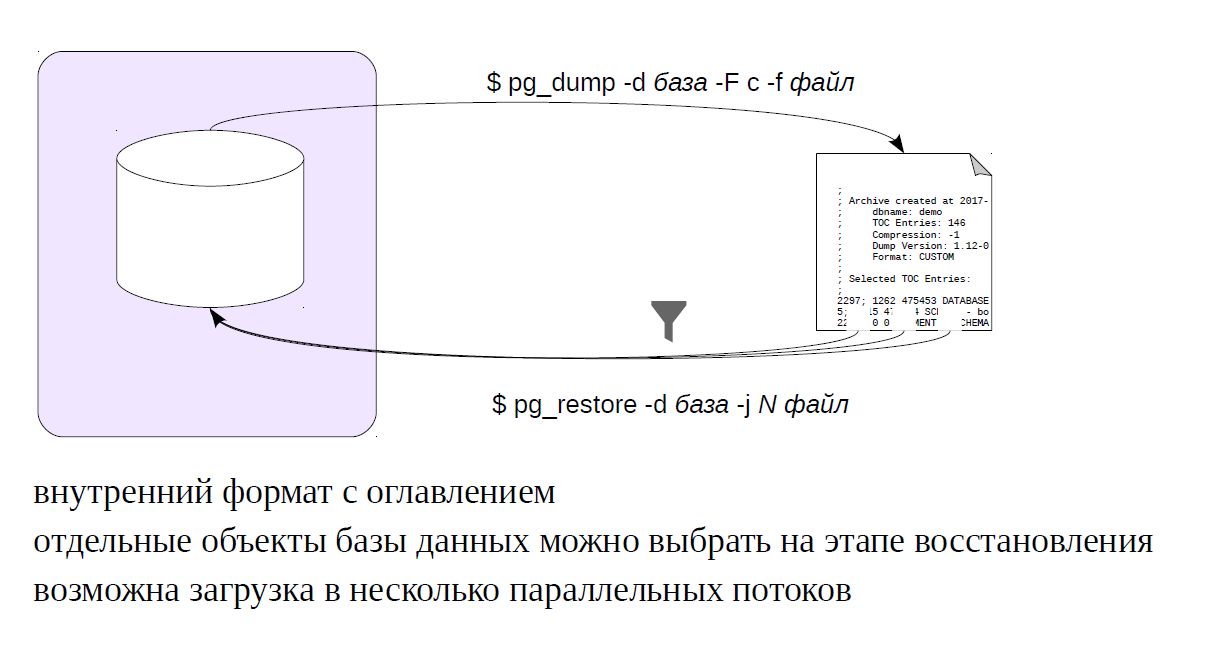 $ pg_dump -d база -F c -f файл
;
; Archive created at 2017-
; dbname: demo
; TOC Entries: 146
; Compression: -1
; Dump Version: 1.12-0
; Format: CUSTOM
;
; Selected TOC Entries:
;
2297; 1262 475453 DATABASE
$ pg_restore -d база -j N файл
внутренний формат с оглавлением
отдельные объекты базы данных можно выбрать на этапе восстановления
возможна загрузка в несколько параллельных потоков